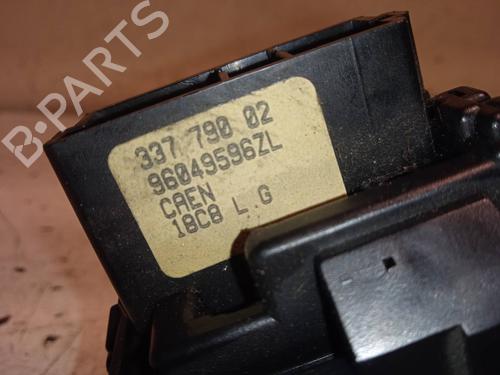 B-PARTS
337 790 02
96049596ZL
CAEN
18C8 L G